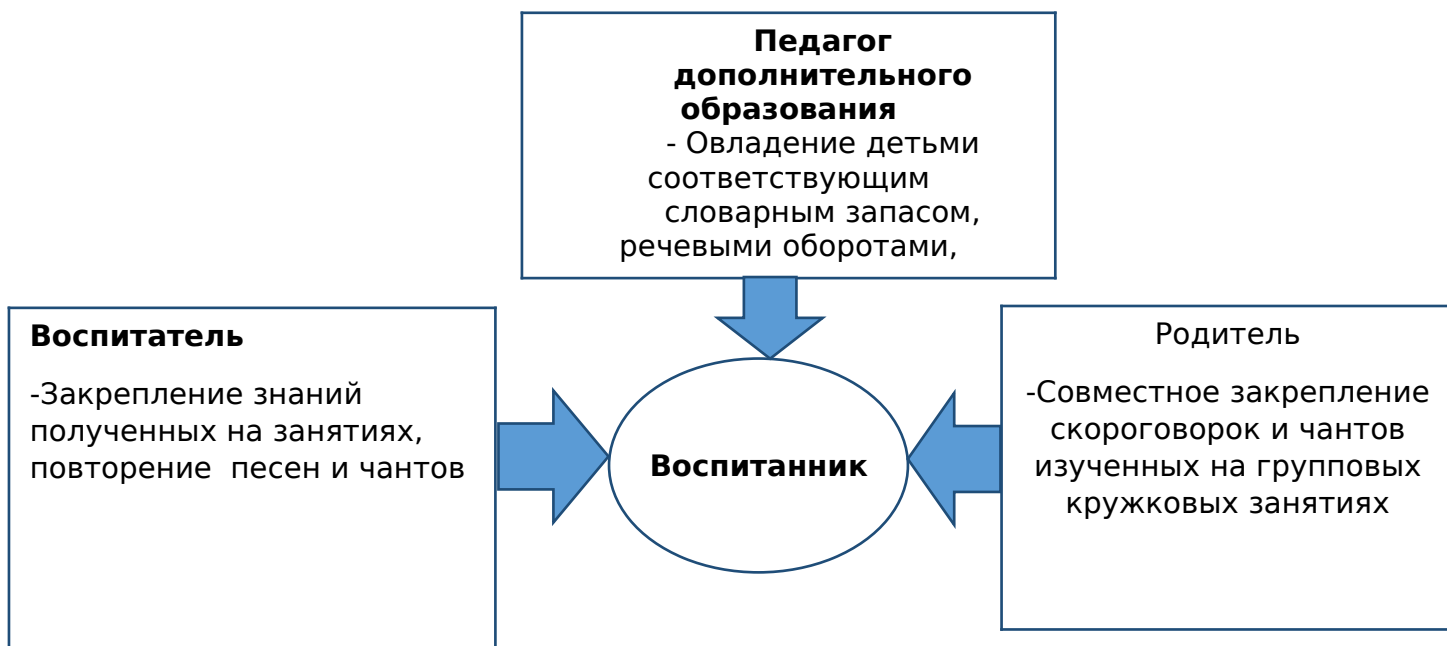 Педагог
дополнительного
образования
- Овладение детьми
соответствующим
словарным запасом,
речевыми оборотами,
Воспитатель
-Закрепление знаний
полученных на занятиях,
повторение песен и чантов
Воспитанник
Родитель
-Совместное закрепление
скороговорок и чантов
изученных на групповых
кружковых занятиях